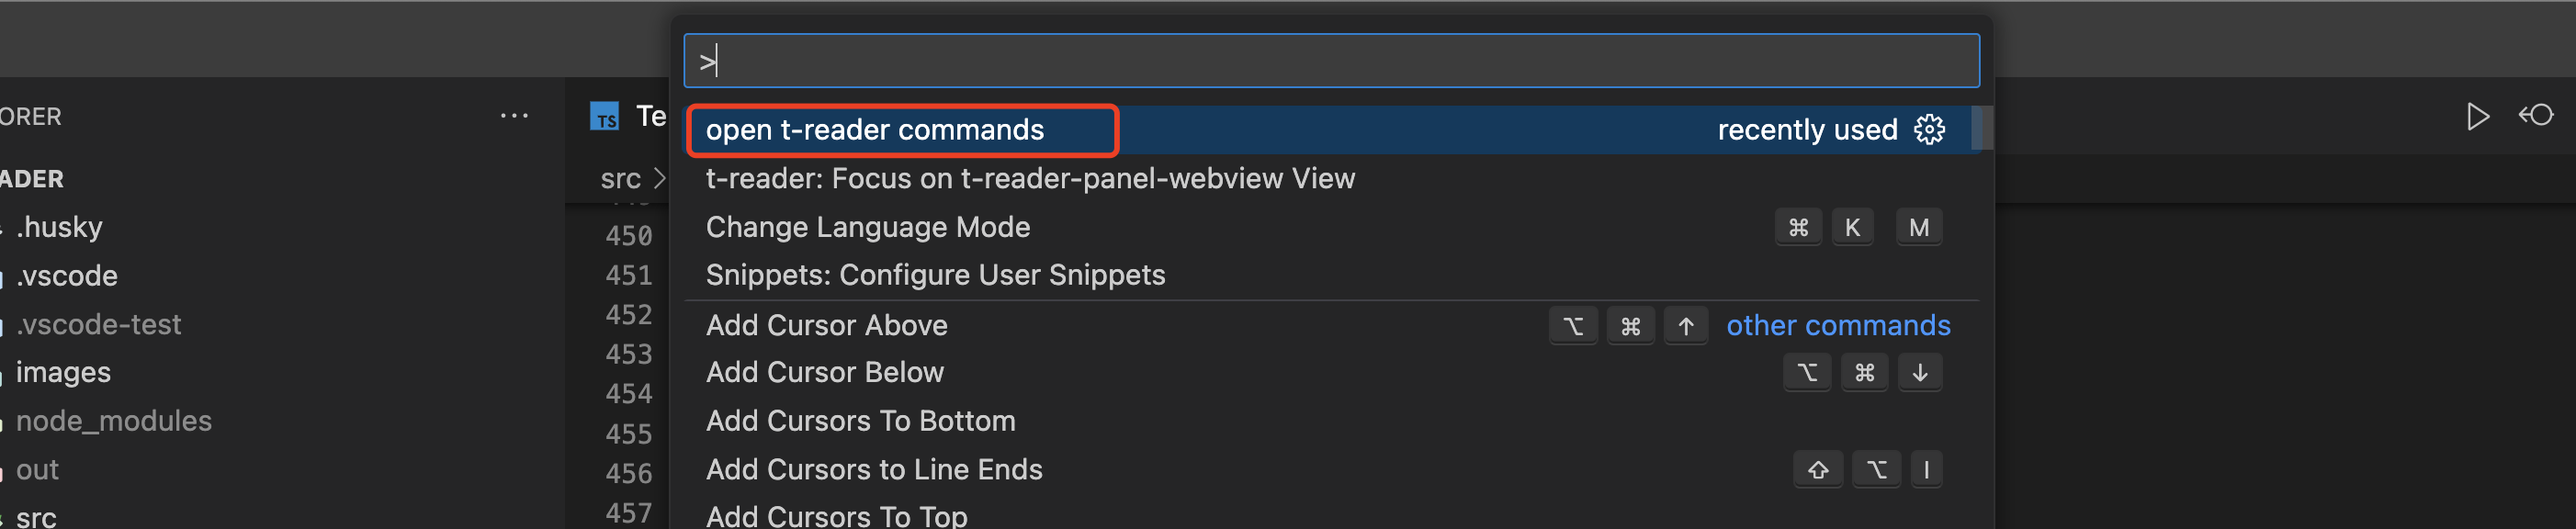 >
ORER
...
TS Te
open t-reader commands recently used
t-reader: Focus on t-reader-panel-webview View
ADER
src >
Change Language Mode ⌘ K M
.husky
450
Snippets: Configure User Snippets
.vscode
451
Add Cursor Above ⌥ ⌘ ↑ other commands
.vscode-test
452
453
Add Cursor Below ⌥ ⌘ ↓
images
454
Add Cursors To Bottom
node_modules
455
Add Cursors to Line Ends ⇧ ⌥ I
out
456
Add Cursors To Top
src
457